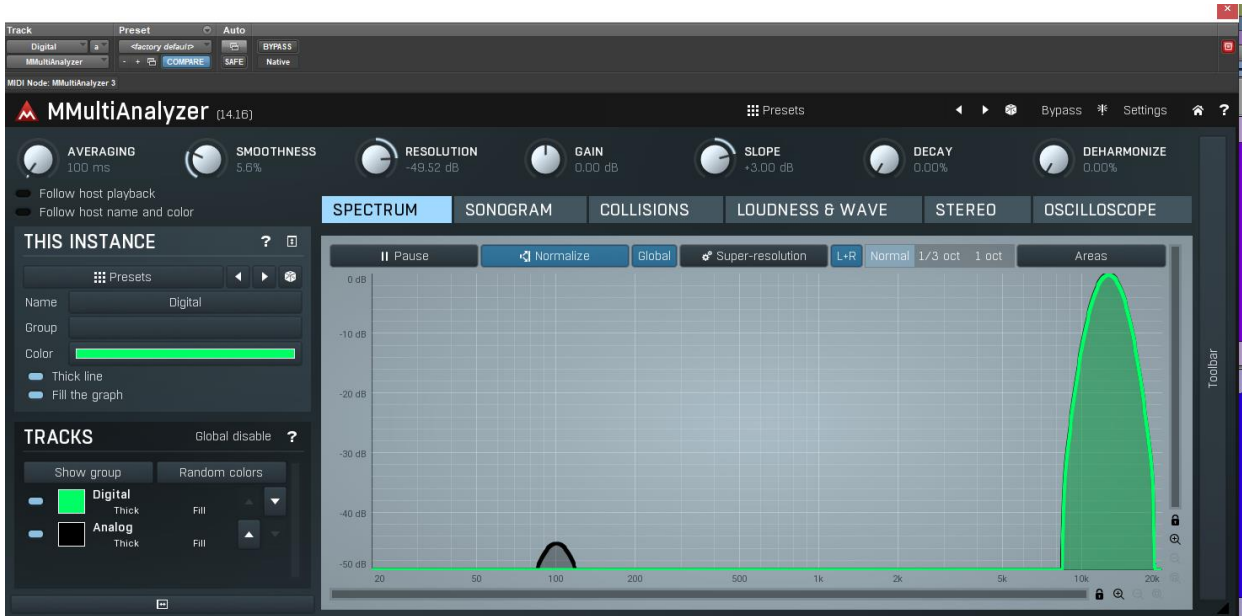 Track Preset Auto
Digital a <factory default> BYPASS
MMultiAnalyzer - + COMPARE SAFE Native
MIDI Node: MMultiAnalyzer 3
MMultiAnalyzer (14.16) Presets Bypass Settings ?
AVERAGING SMOOTHNESS RESOLUTION GAIN SLOPE DECAY DEHARMONIZE
100 ms 5.6% -49.52 dB 0.00 dB +3.00 dB 0.00% 0.00%
Follow host playback
Follow host name and color
SPECTRUM SONOGRAM COLLISIONS LOUDNESS & WAVE STEREO OSCILLOSCOPE
THIS INSTANCE ?
Pause Normalize Global Super-resolution L+R Normal 1/3 oct 1 oct Areas
Presets
Name Digital
Group
Color
Thick line
Fill the graph
TRACKS Global disable ?
Show group Random colors
Digital
Thick Fill
Analog
Thick Fill
0 dB
-10 dB
-20 dB
-30 dB
-40 dB
-50 dB
20 50 100 200 500 1k 2k 5k 10k 20k
Toolbar